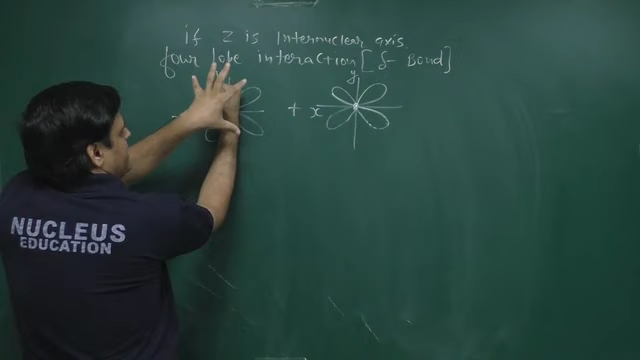 if Z is Internuclear axis
four lobe interaction [δ- Bond]
y
+ x
NUCLEUS
EDUCATION